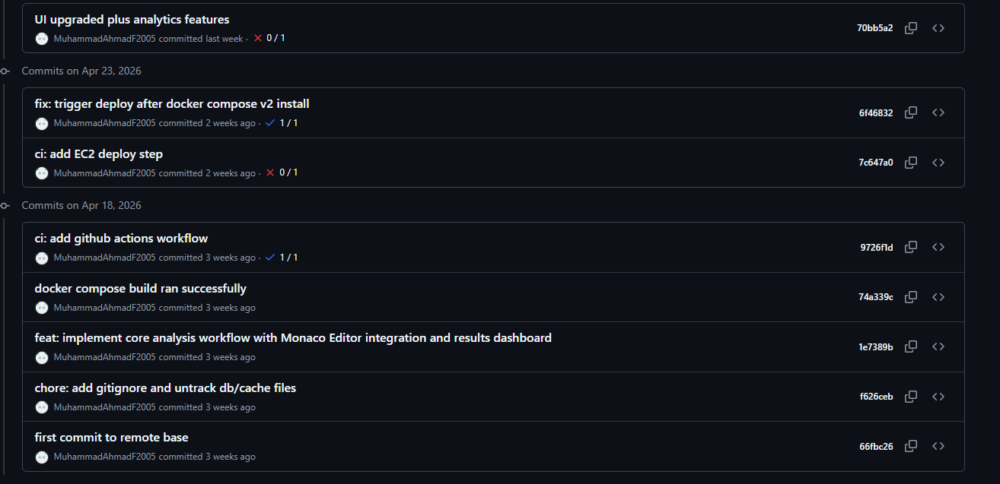 UI upgraded plus analytics features
70bb5a2
MuhammadAhmadF2005 committed last week · 0 / 1
Commits on Apr 23, 2026
fix: trigger deploy after docker compose v2 install
6f46832
MuhammadAhmadF2005 committed 2 weeks ago · 1 / 1
ci: add EC2 deploy step
7c647a0
MuhammadAhmadF2005 committed 2 weeks ago · 0 / 1
Commits on Apr 18, 2026
ci: add github actions workflow
9726f1d
MuhammadAhmadF2005 committed 3 weeks ago · 1 / 1
docker compose build ran successfully
74a339c
MuhammadAhmadF2005 committed 3 weeks ago
feat: implement core analysis workflow with Monaco Editor integration and results dashboard
1e7389b
MuhammadAhmadF2005 committed 3 weeks ago
chore: add gitignore and untrack db/cache files
f626ceb
MuhammadAhmadF2005 committed 3 weeks ago
first commit to remote base
66fbc26
MuhammadAhmadF2005 committed 3 weeks ago